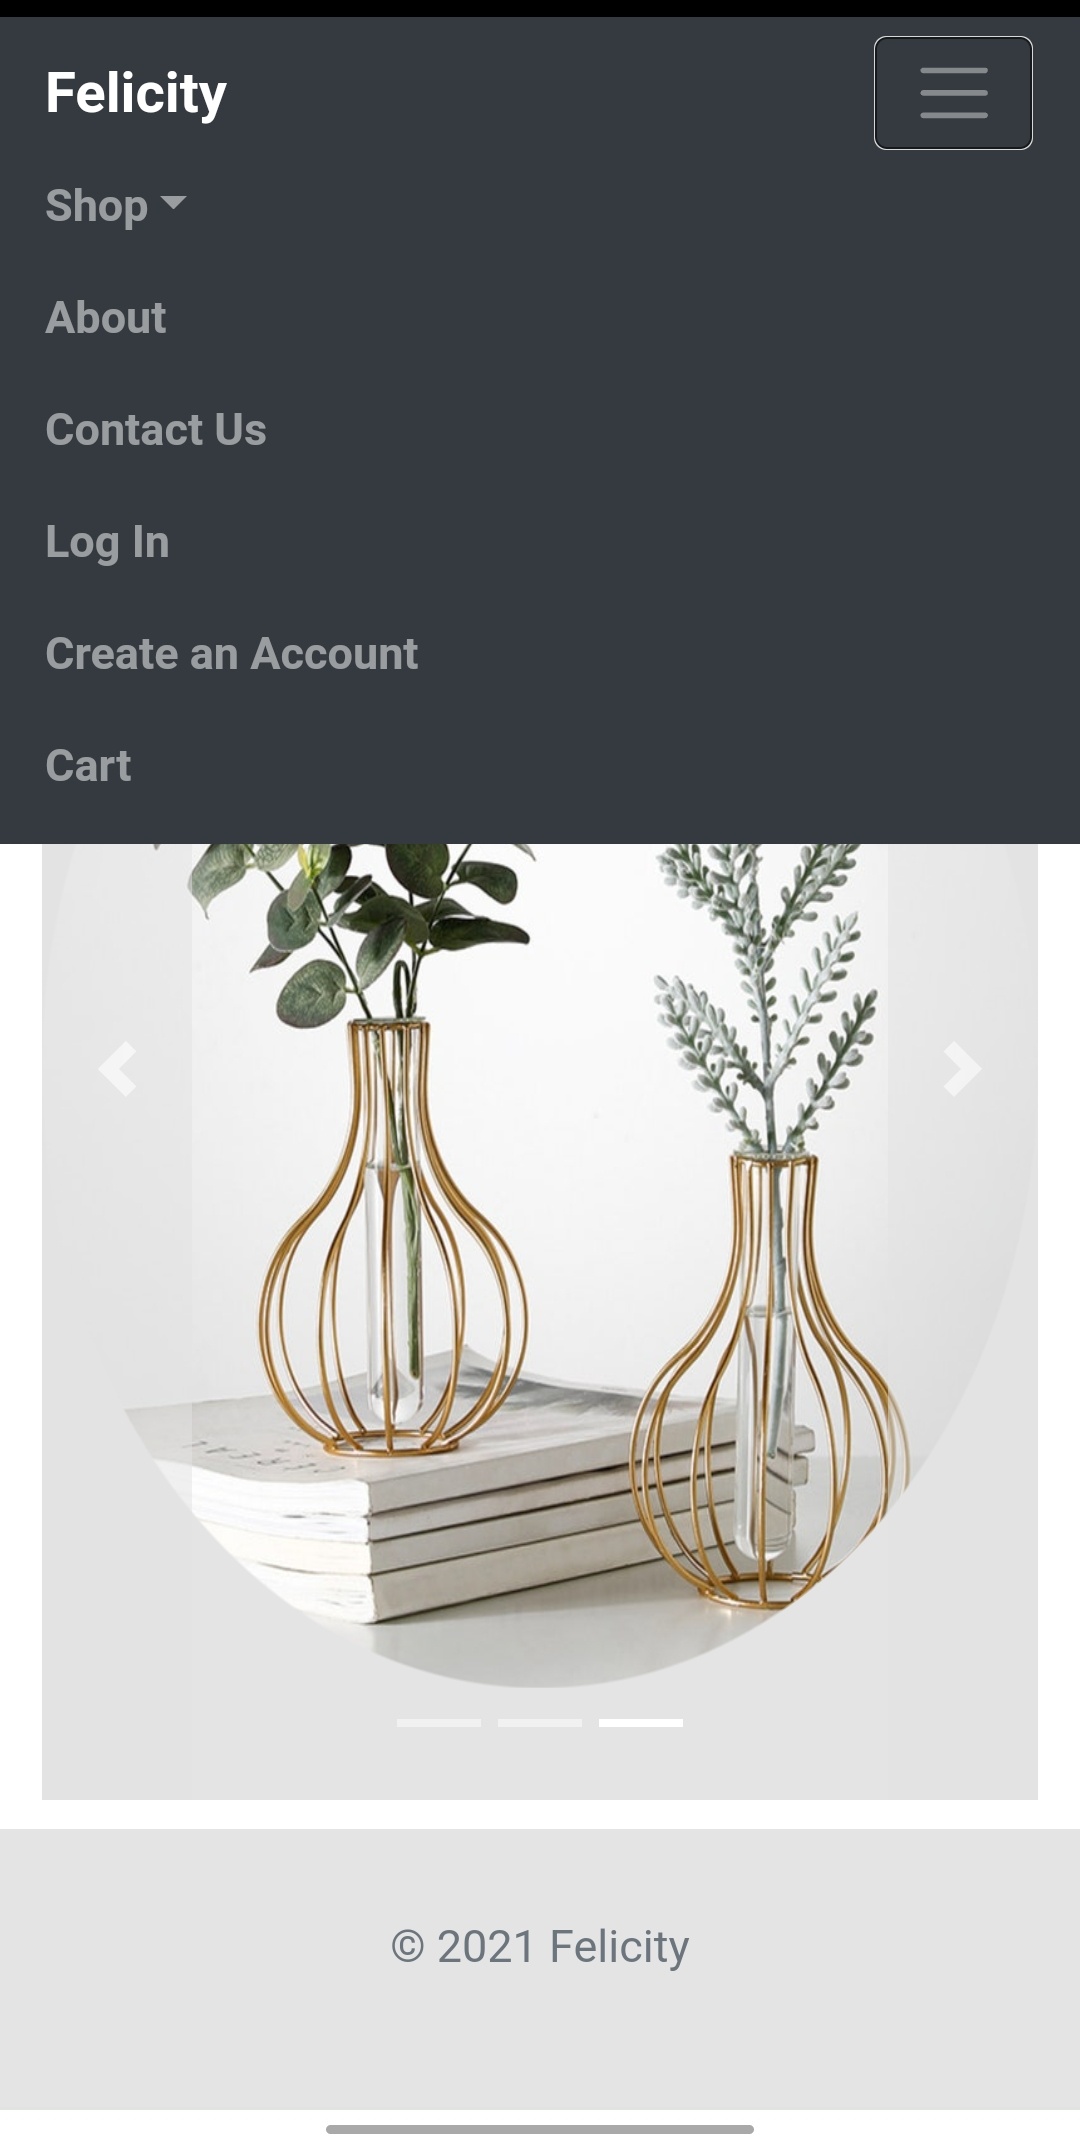 Felicity
Shop
About
Contact Us
Log In
Create an Account
Cart
© 2021 Felicity